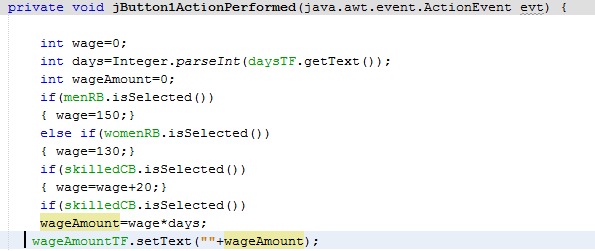 private void jButton1ActionPerformed(java.awt.event.ActionEvent evt) {
int wage=0;
int days=Integer.parseInt(daysTF.getText());
int wageAmount=0;
if(menRB.isSelected())
{ wage=150;}
else if(womenRB.isSelected())
{ wage=130;}
if(skilledCB.isSelected())
{ wage=wage+20;}
if(skilledCB.isSelected())
wageAmount=wage*days;
wageAmountTF.setText(""+wageAmount);